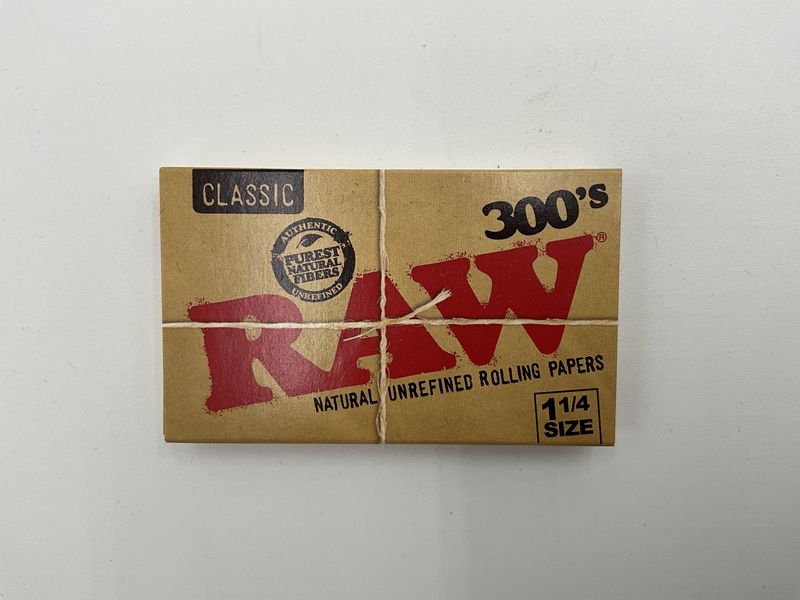 CLASSIC
300's
AUTHENTIC
PUREST
NATURAL
FIBERS
UNREFINED
RAW®
NATURAL UNREFINED ROLLING PAPERS
1 1/4
SIZE